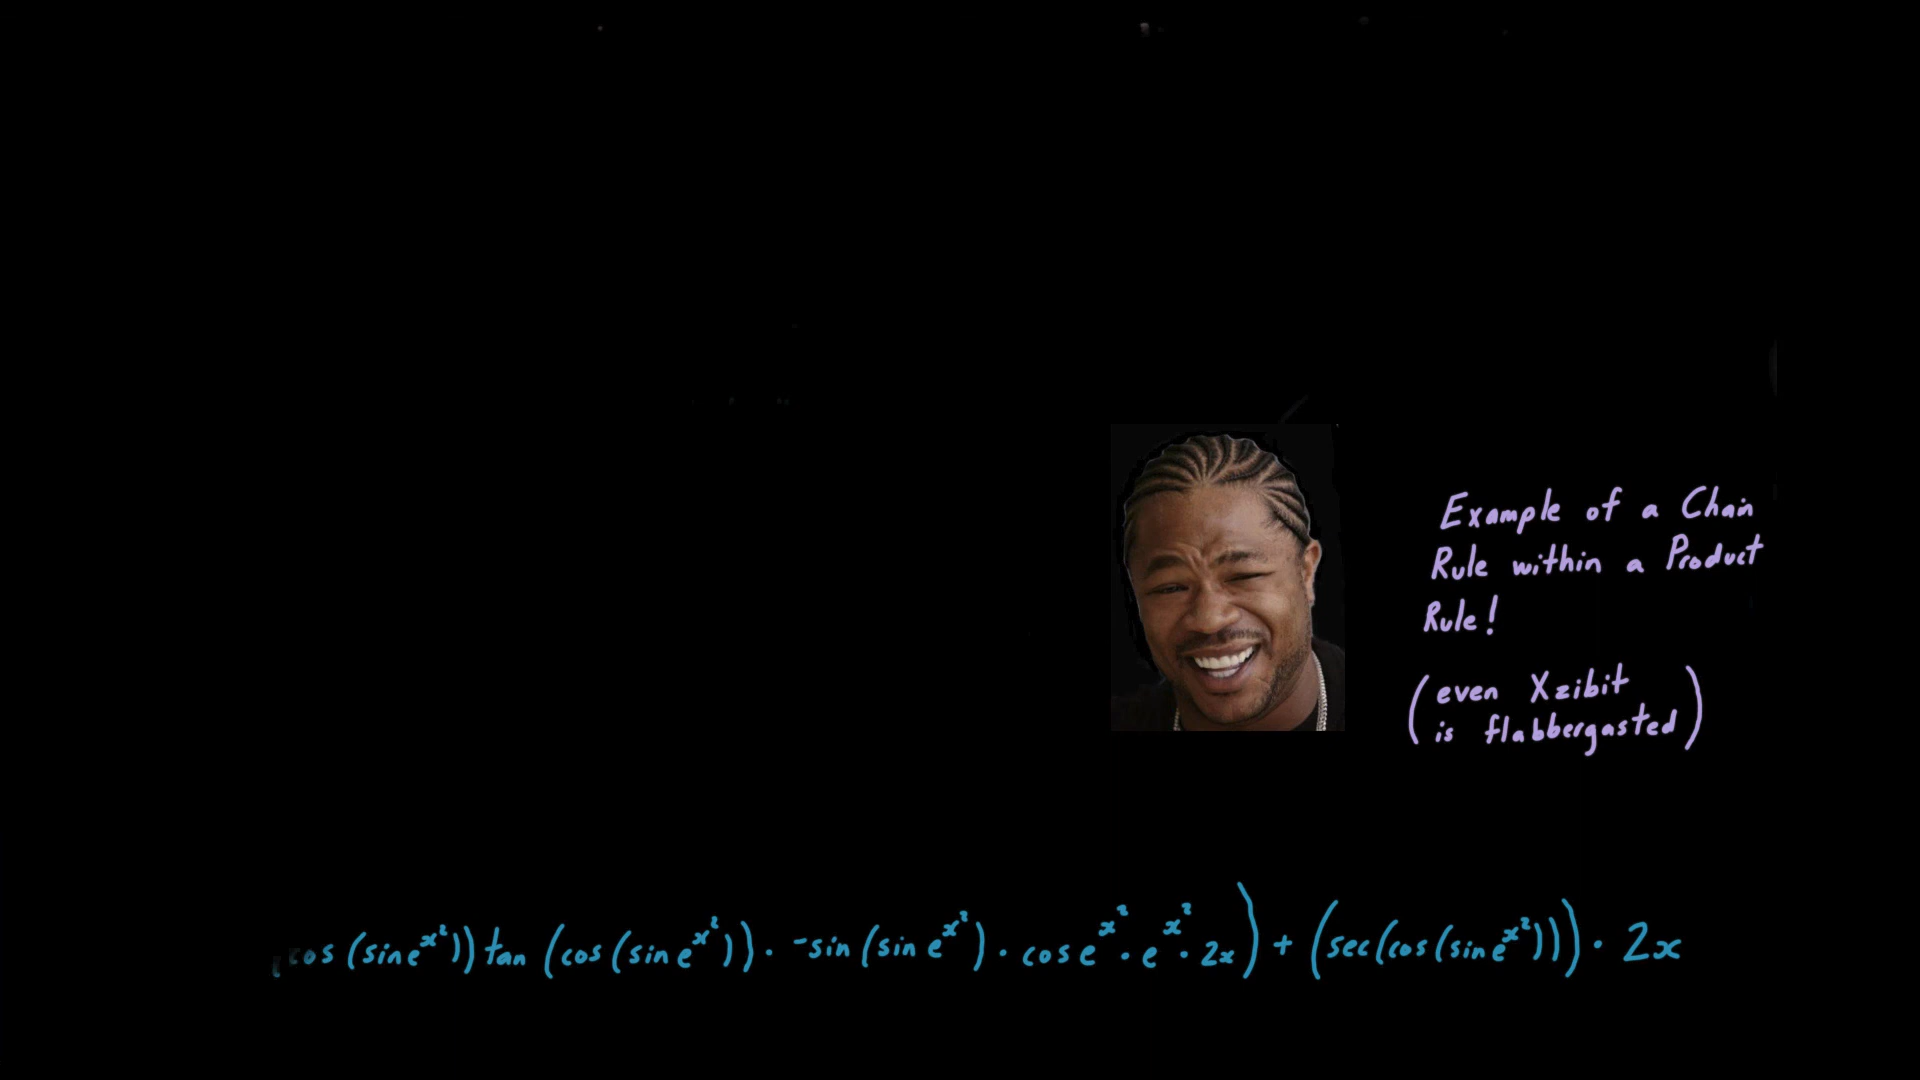 Example of a Chain
Rule within a Product
Rule!
(even Xzibit
is flabbergasted)
cos (sin e^x²)) tan (cos (sin e^x²)) · -sin (sin e^x²) · cos e^x² · e^x² · 2x) + (sec(cos (sin e^x²))) · 2x